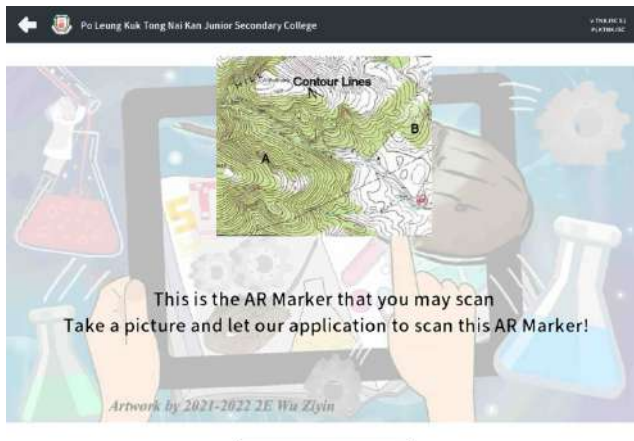 Po Leung Kuk Tong Nai Kan Junior Secondary College
Contour Lines
B
A
This is the AR Marker that you may scan
Take a picture and let our application to scan this AR Marker!
Artwork by 2021-2022 2E Wu Ziyin